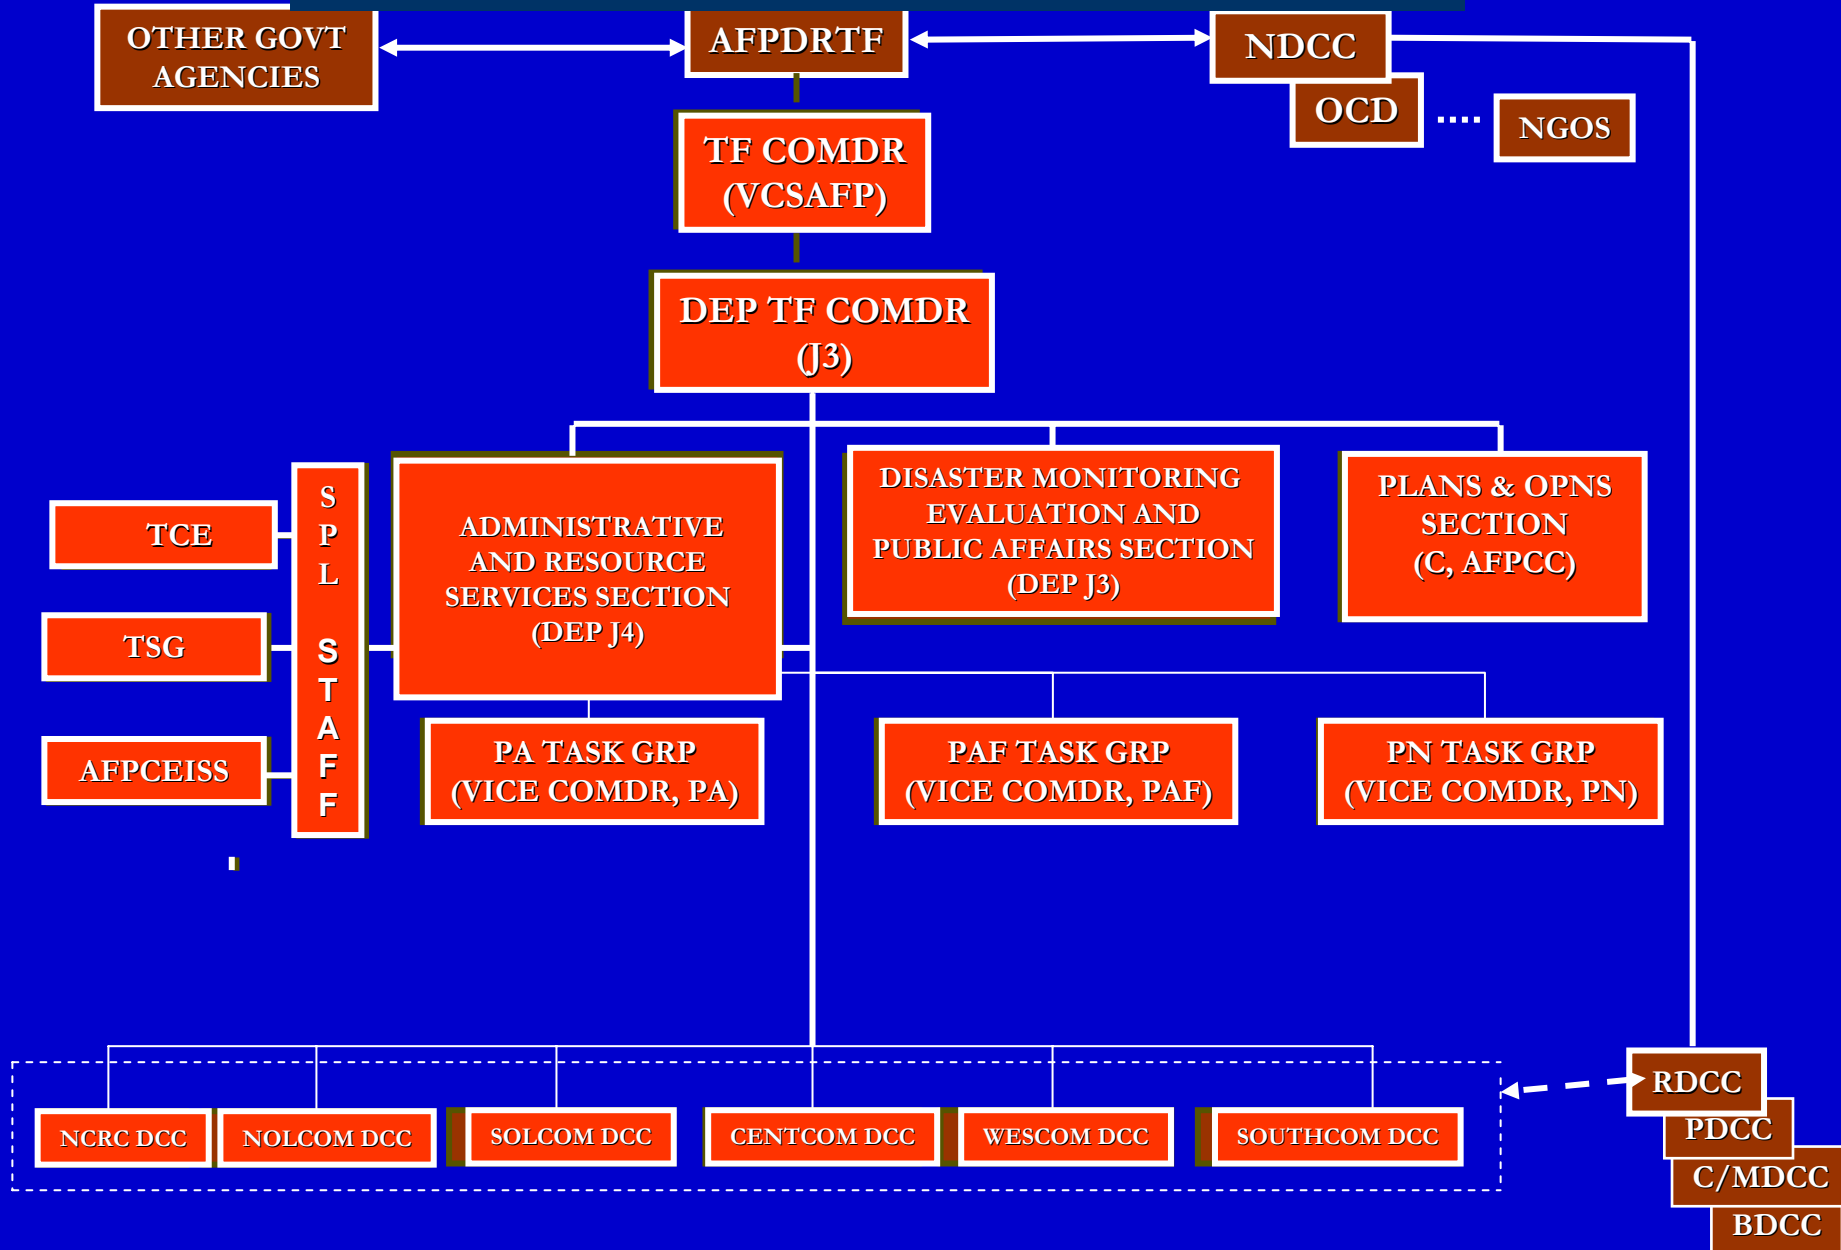 OTHER GOVT
AGENCIES
AFPDRTF
NDCC
OCD
NGOS
TF COMDR
(VCSAFP)
DEP TF COMDR
(J3)
TCE
TSG
AFPCEISS
SPL STAFF
ADMINISTRATIVE
AND RESOURCE
SERVICES SECTION
(DEP J4)
DISASTER MONITORING
EVALUATION AND
PUBLIC AFFAIRS SECTION
(DEP J3)
PLANS & OPNS
SECTION
(C, AFPCC)
PA TASK GRP
(VICE COMDR, PA)
PAF TASK GRP
(VICE COMDR, PAF)
PN TASK GRP
(VICE COMDR, PN)
NCRC DCC
NOLCOM DCC
SOLCOM DCC
CENTCOM DCC
WESCOM DCC
SOUTHCOM DCC
RDCC
PDCC
C/MDCC
BDCC